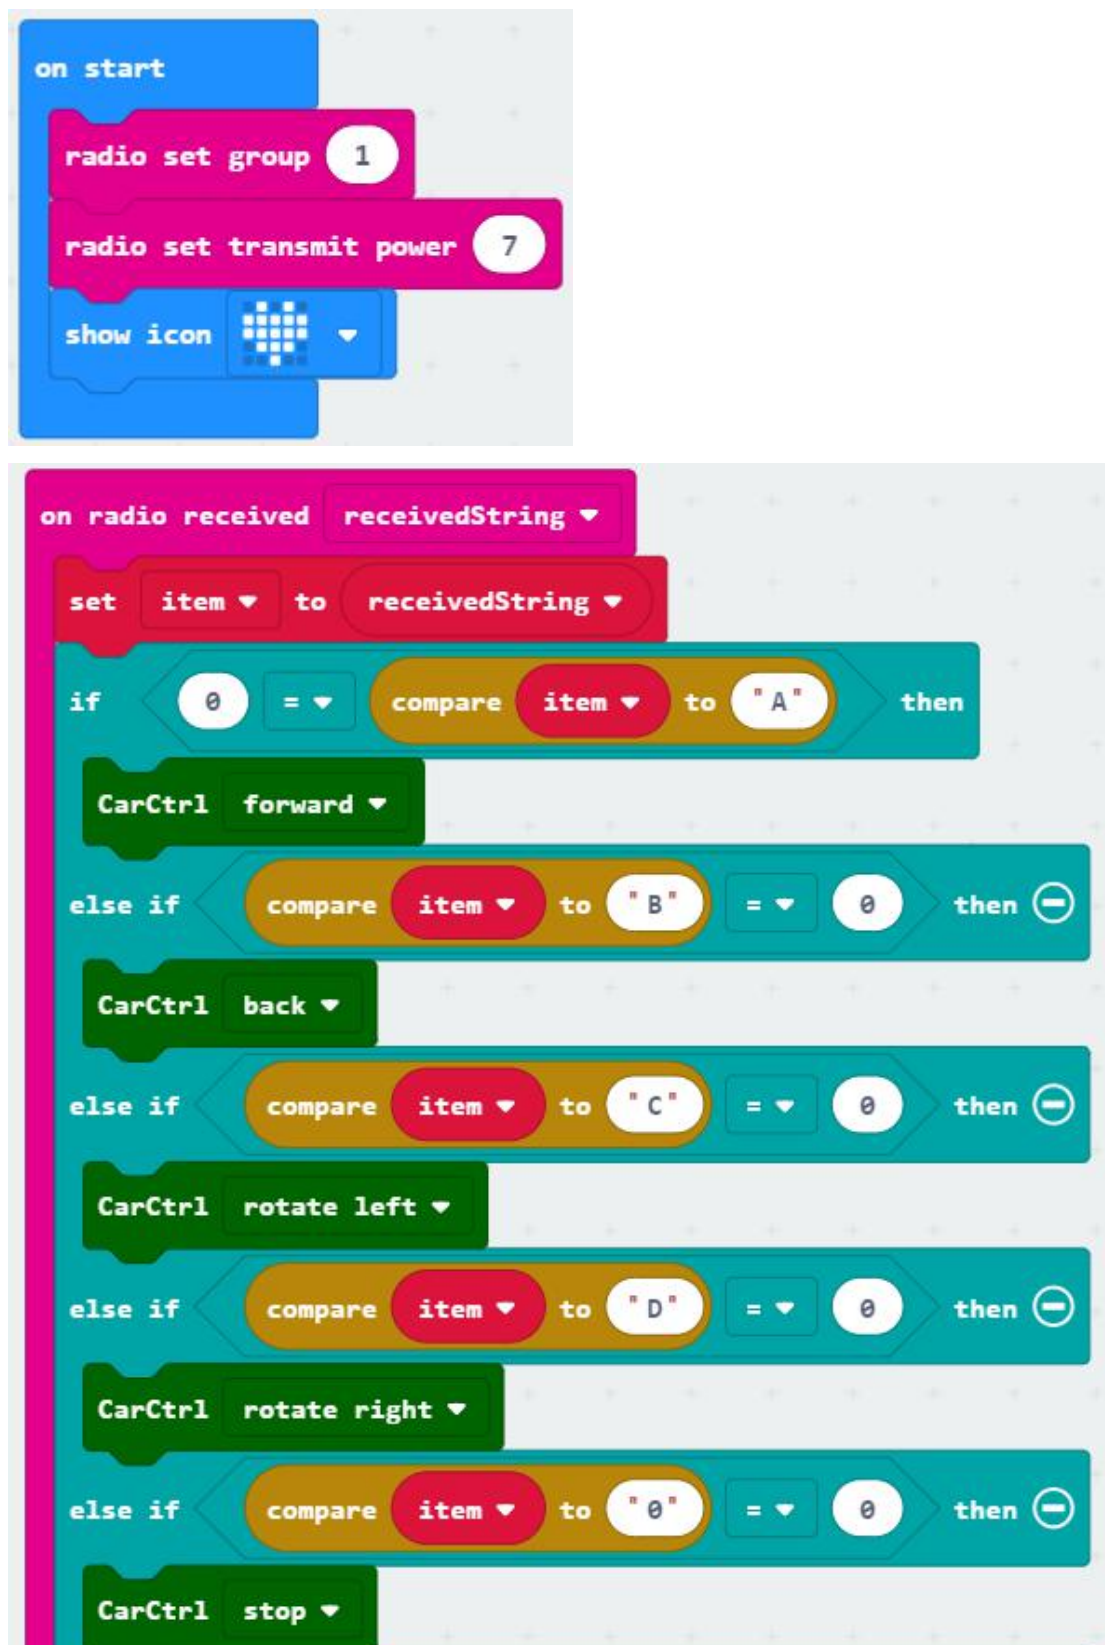 on start
radio set group 1
radio set transmit power 7
show icon
on radio received receivedString
set item to receivedString
if 0 = compare item to "A" then
CarCtrl forward
else if compare item to "B" = 0 then
CarCtrl back
else if compare item to "C" = 0 then
CarCtrl rotate left
else if compare item to "D" = 0 then
CarCtrl rotate right
else if compare item to "0" = 0 then
CarCtrl stop